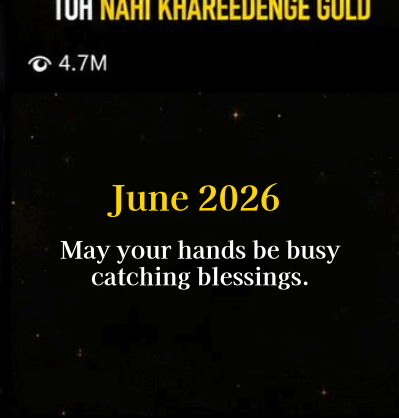 TOH NAHI KHAREEDENGE GOLD
4.7M
June 2026
May your hands be busy
catching blessings.